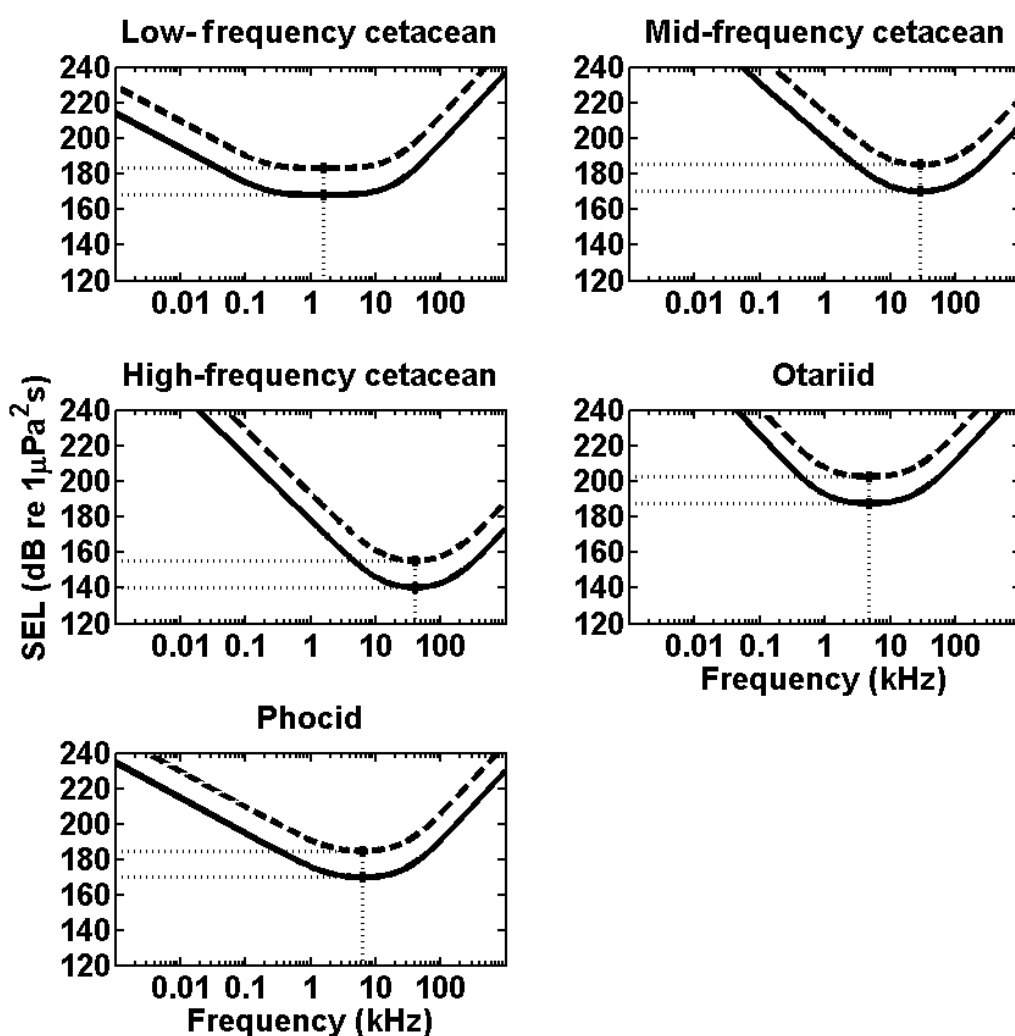 Low- frequency cetacean
Mid-frequency cetacean
240
220
200
180
160
140
120
0.01 0.1 1 10 100
240
220
200
180
160
140
120
0.01 0.1 1 10 100
High-frequency cetacean
Otariid
SEL (dB re 1μPa²s)
240
220
200
180
160
140
120
0.01 0.1 1 10 100
240
220
200
180
160
140
120
0.01 0.1 1 10 100
Frequency (kHz)
Phocid
240
220
200
180
160
140
120
0.01 0.1 1 10 100
Frequency (kHz)